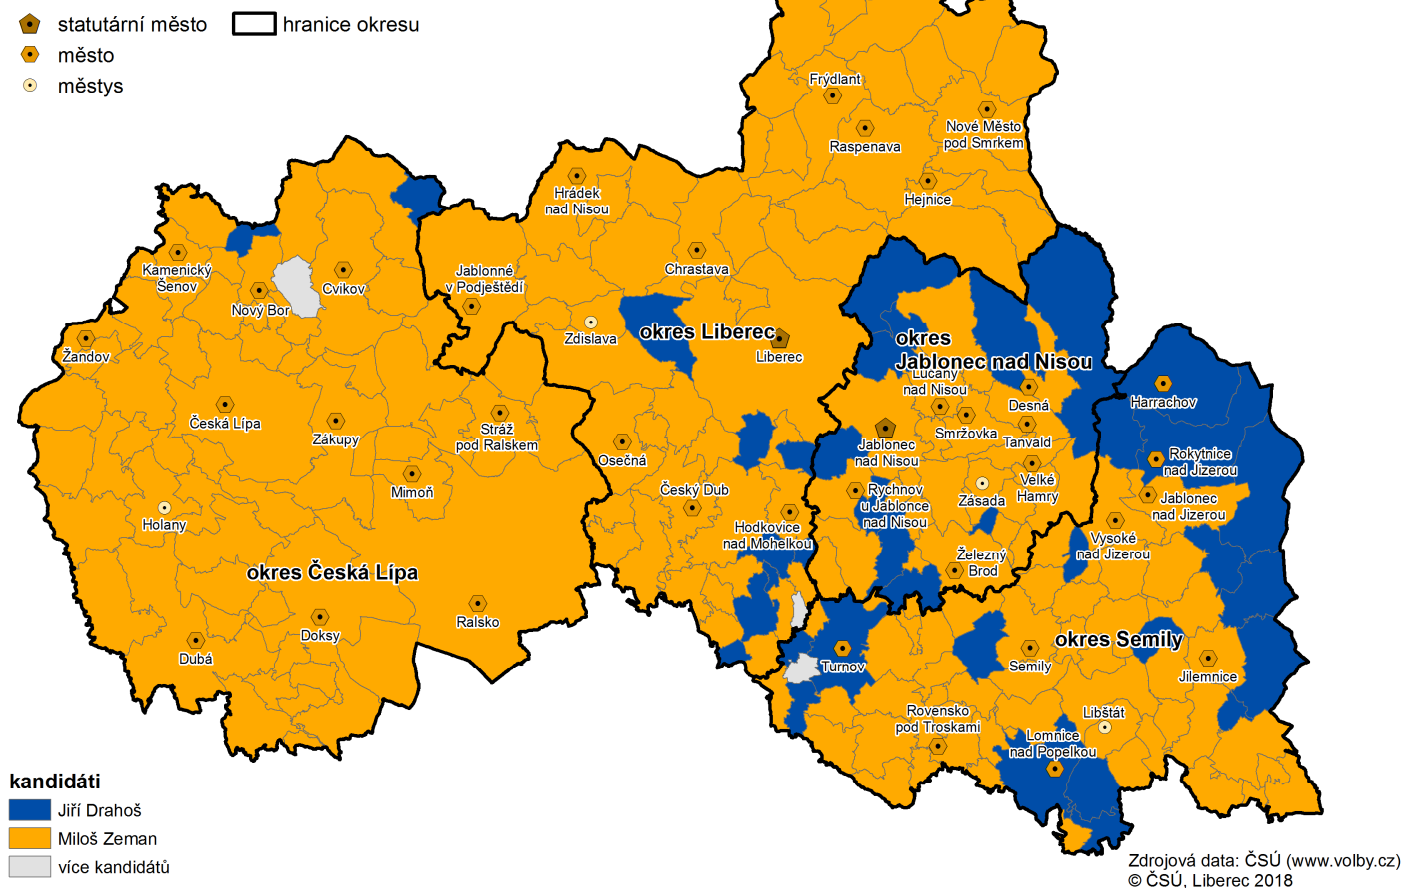 statutární město
hranice okresu
město
městys
Frýdlant
Nové Město
pod Smrkem
Raspenava
Hrádek
nad Nisou
Hejnice
Kamenický
Šenov
Jablonné
v Podještědí
Chrastava
Cvikov
Nový Bor
Zdislava
okres Liberec
Liberec
okres
Jablonec nad Nisou
Žandov
Lučany
nad Nisou
Desná
Harrachov
Česká Lípa
Zákupy
Stráž
pod Ralskem
Smržovka
Tanvald
Jablonec
nad Nisou
Osečná
Rokytnice
nad Jizerou
Mimoň
Velké
Hamry
Český Dub
Rychnov
u Jablonce
nad Nisou
Zásada
Jablonec
nad Jizerou
Holany
Hodkovice
nad Mohelkou
Vysoké
nad Jizerou
Železný
Brod
okres Česká Lípa
Ralsko
Doksy
okres Semily
Dubá
Turnov
Semily
Jilemnice
Rovensko
pod Troskami
Libštát
Lomnice
nad Popelkou
kandidáti
Jiří Drahoš
Miloš Zeman
více kandidátů
Zdrojová data: ČSÚ (www.volby.cz)
© ČSÚ, Liberec 2018